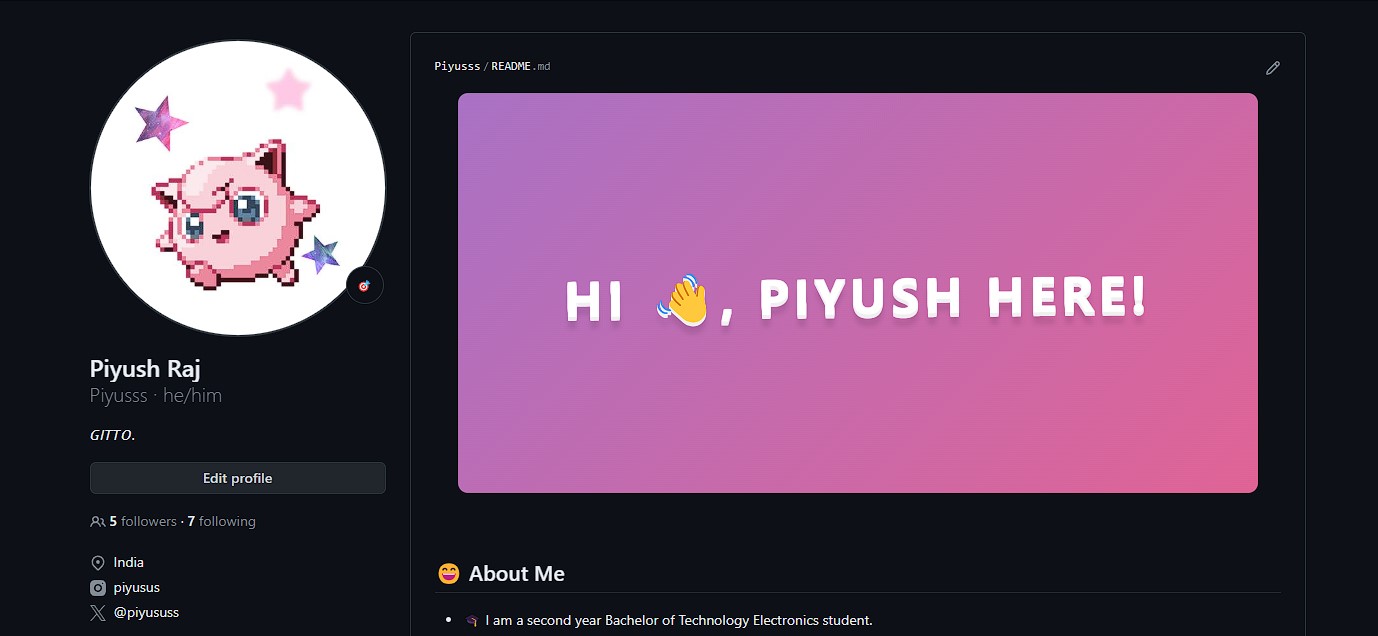 Piyusss / README.md
HI 👋, PIYUSH HERE!
Piyush Raj
Piyusss · he/him
GITTO.
Edit profile
5 followers · 7 following
India
piyusus
@piyususs
😄 About Me
• 🎓 I am a second year Bachelor of Technology Electronics student.